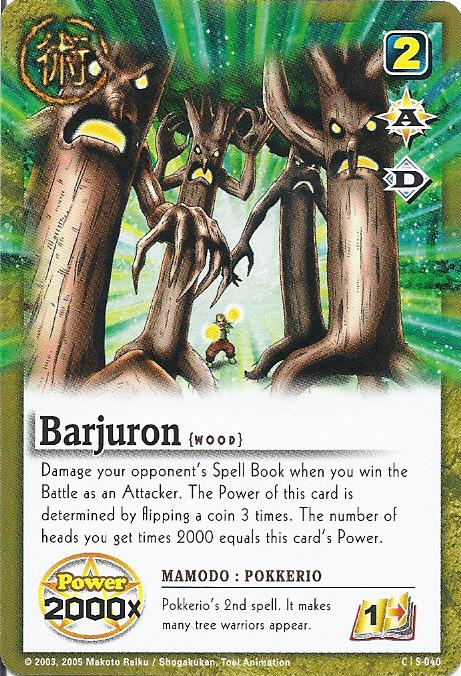 術
2
A
D
Barjuron {WOOD}
Damage your opponent's Spell Book when you win the
Battle as an Attacker. The Power of this card is
determined by flipping a coin 3 times. The number of
heads you get times 2000 equals this card's Power.
Power
2000x
MAMODO : POKKERIO
Pokkerio's 2nd spell. It makes
many tree warriors appear.
1
© 2003, 2005 Makoto Raiku / Shogakukan, Toei Animation
C | S-040